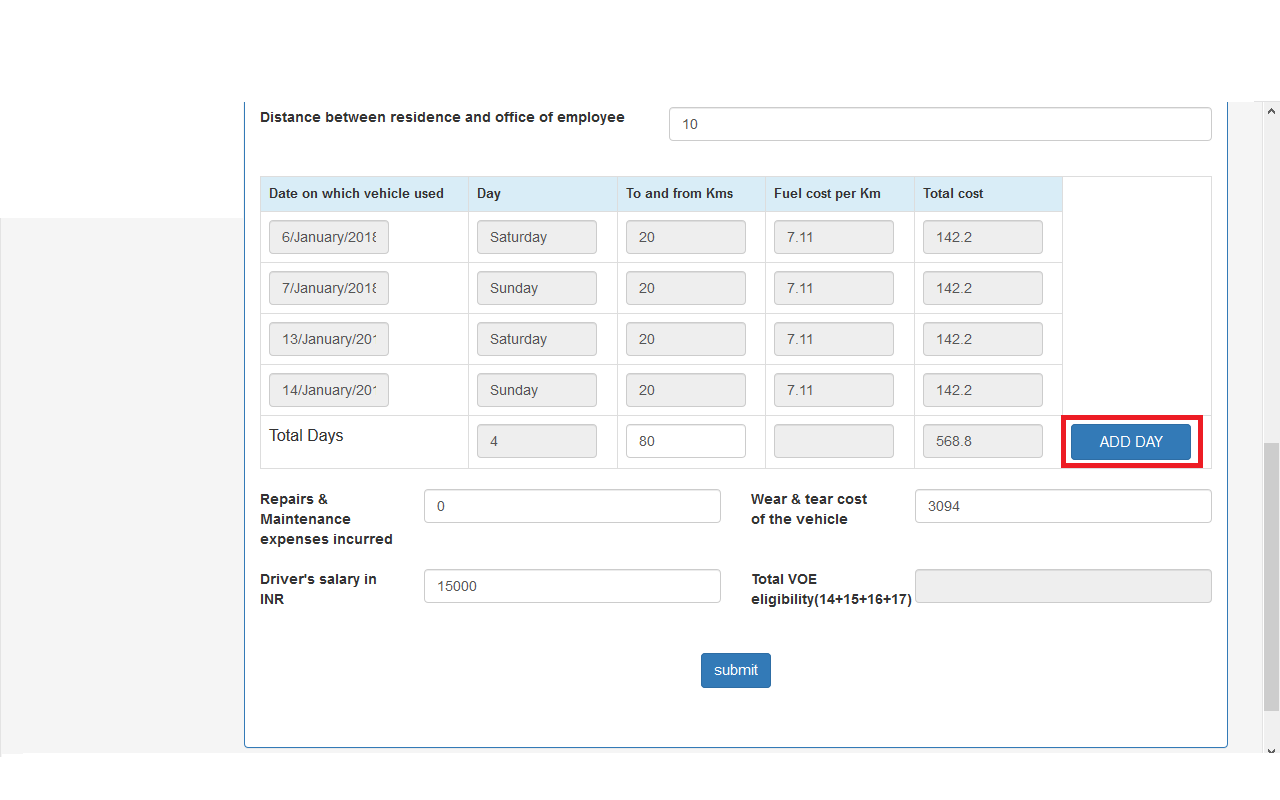 Distance between residence and office of employee
10
Date on which vehicle used Day To and from Kms Fuel cost per Km Total cost
6/January/2018 Saturday 20 7.11 142.2
7/January/2018 Sunday 20 7.11 142.2
13/January/201 Saturday 20 7.11 142.2
14/January/201 Sunday 20 7.11 142.2
Total Days 4 80 568.8 ADD DAY
Repairs &
Maintenance
expenses incurred
0
Wear & tear cost
of the vehicle
3094
Driver's salary in
INR
15000
Total VOE
eligibility(14+15+16+17)
submit